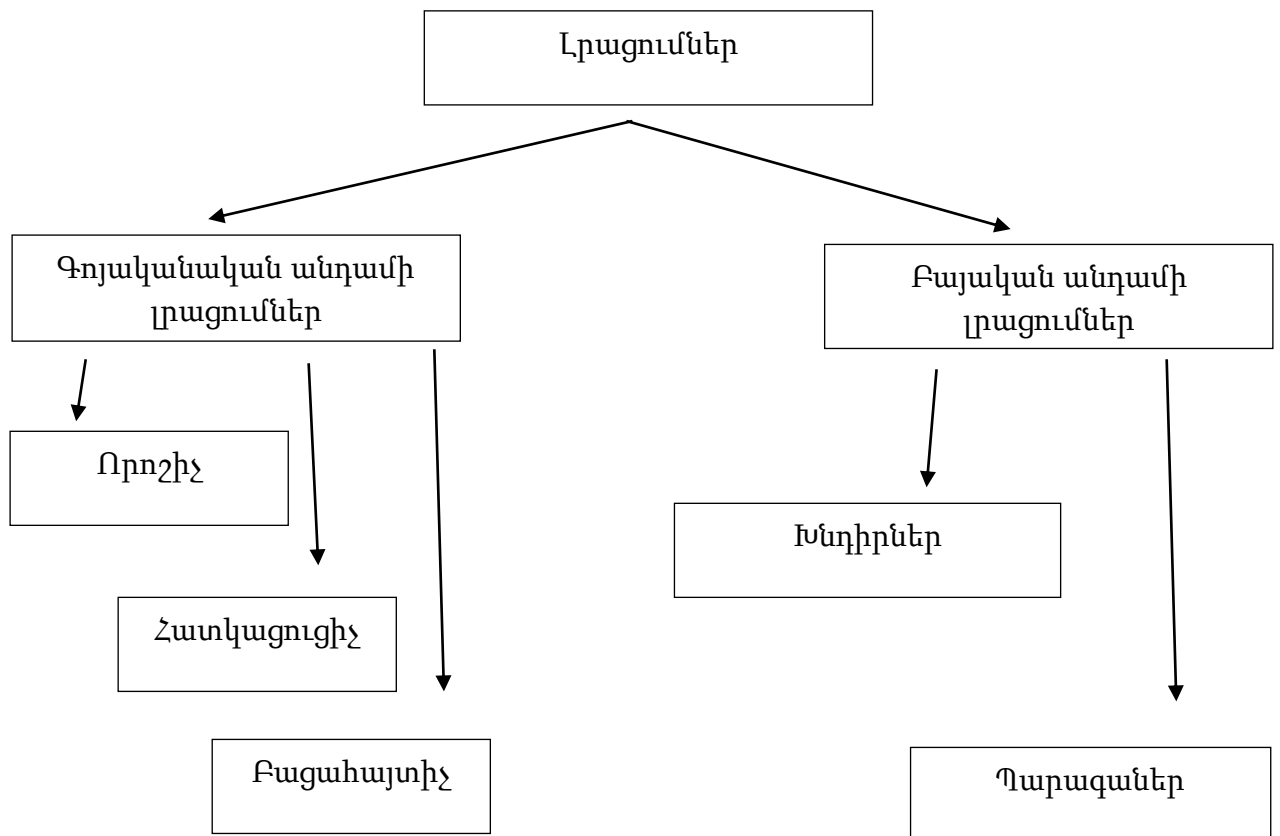 Լրացումներ
Գոյականական անդամի
լրացումներ
Բայական անդամի
լրացումներ
Որոշիչ
Խնդիրներ
Հատկացուցիչ
Բացահայտիչ
Պարագաներ